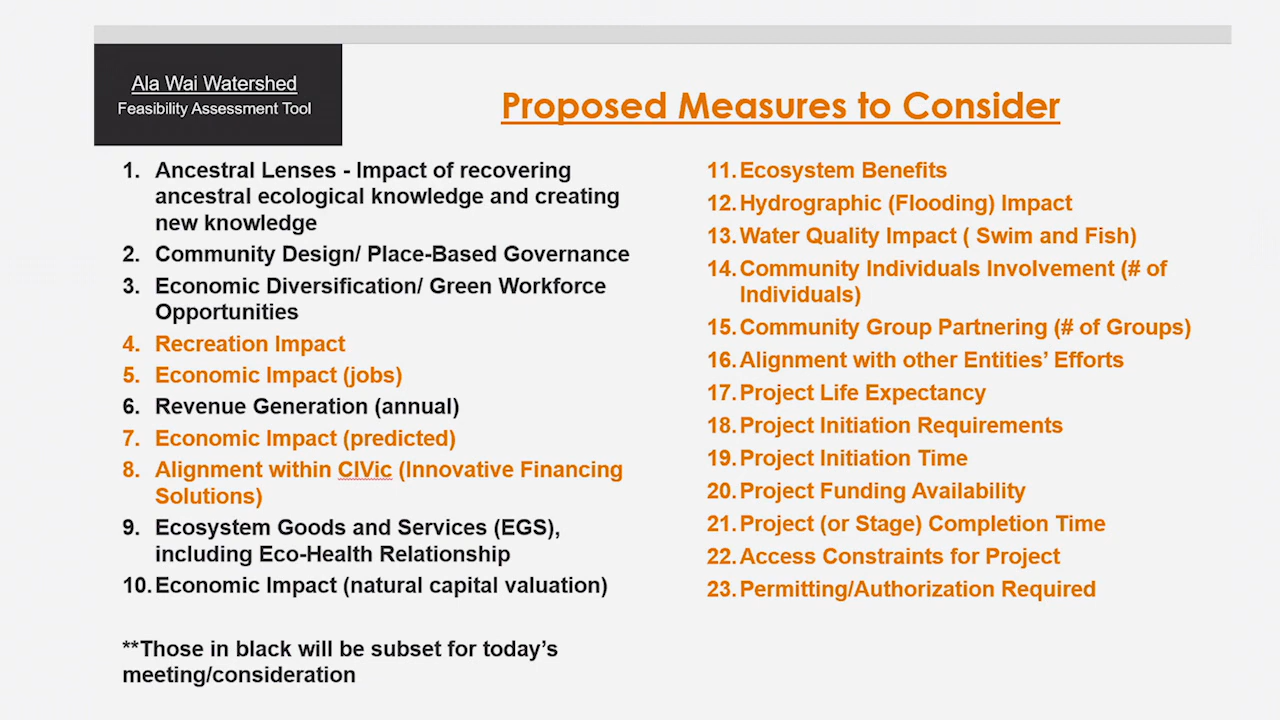 Ala Wai Watershed
Feasibility Assessment Tool
Proposed Measures to Consider
1. Ancestral Lenses - Impact of recovering
ancestral ecological knowledge and creating
new knowledge
2. Community Design/ Place-Based Governance
3. Economic Diversification/ Green Workforce
Opportunities
4. Recreation Impact
5. Economic Impact (jobs)
6. Revenue Generation (annual)
7. Economic Impact (predicted)
8. Alignment within CIVic (Innovative Financing
Solutions)
9. Ecosystem Goods and Services (EGS),
including Eco-Health Relationship
10. Economic Impact (natural capital valuation)
**Those in black will be subset for today’s
meeting/consideration
11. Ecosystem Benefits
12. Hydrographic (Flooding) Impact
13. Water Quality Impact ( Swim and Fish)
14. Community Individuals Involvement (# of
Individuals)
15. Community Group Partnering (# of Groups)
16. Alignment with other Entities’ Efforts
17. Project Life Expectancy
18. Project Initiation Requirements
19. Project Initiation Time
20. Project Funding Availability
21. Project (or Stage) Completion Time
22. Access Constraints for Project
23. Permitting/Authorization Required